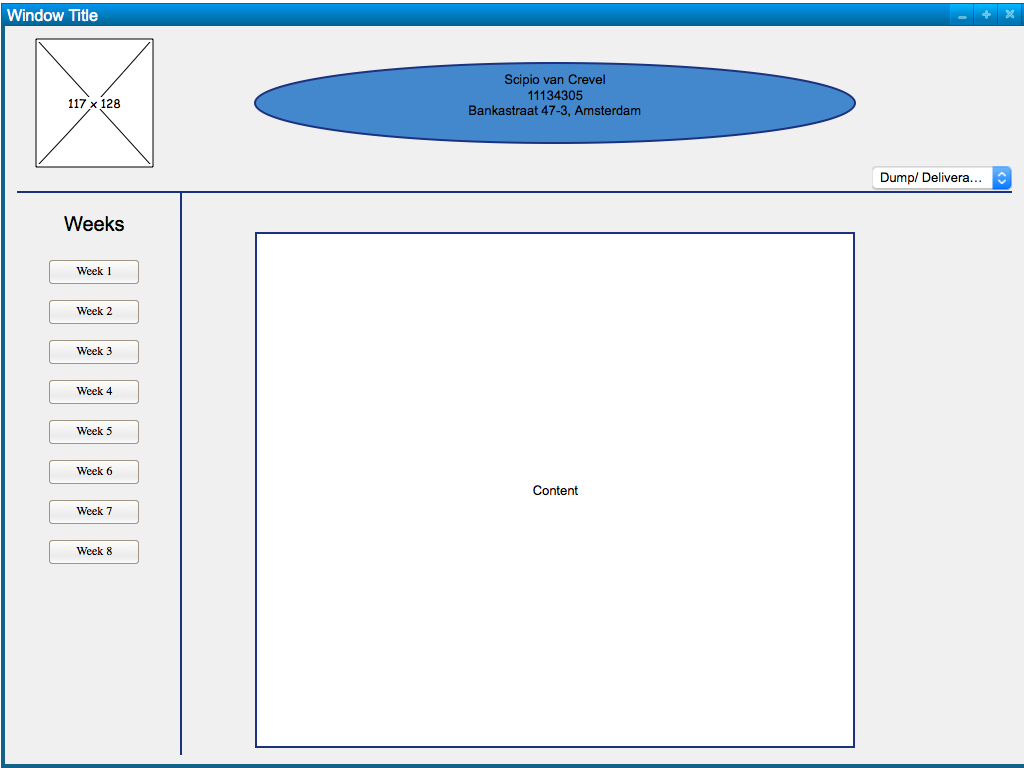 Window Title
117 x 128
Scipio van Crevel
11134305
Bankastraat 47-3, Amsterdam
Dump/ Delivera...
Weeks
Week 1
Week 2
Week 3
Week 4
Week 5
Week 6
Week 7
Week 8
Content